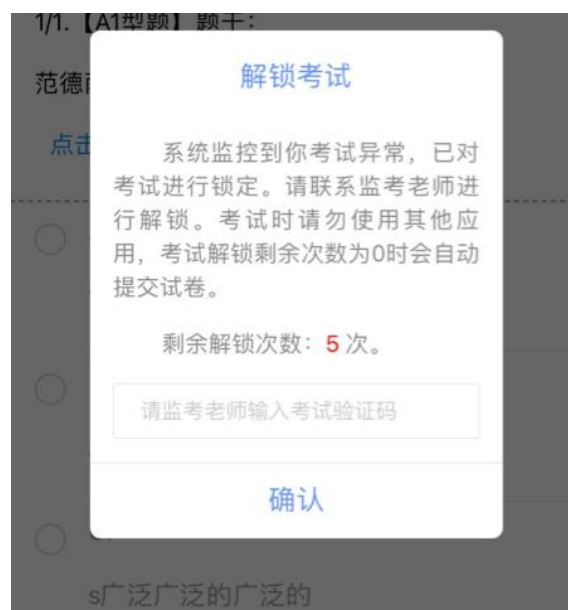 1/1.【A1型题】题干：
范德
点击
解锁考试
系统监控到你考试异常，已对
考试进行锁定。请联系监考老师进
行解锁。考试时请勿使用其他应
用，考试解锁剩余次数为0时会自动
提交试卷。
剩余解锁次数：5 次。
请监考老师输入考试验证码
确认
s广泛广泛的广泛的